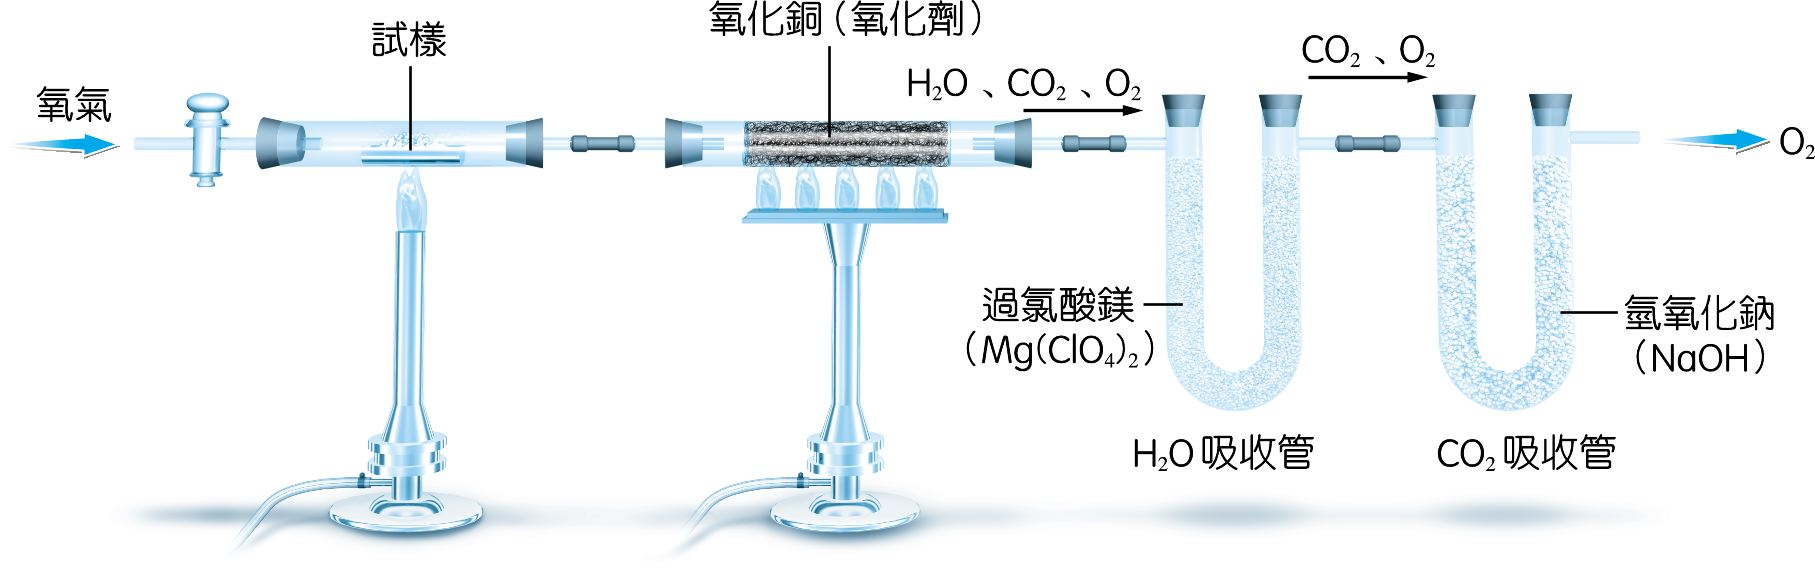 氧氣
試樣
氧化銅（氧化劑）
H₂O、CO₂、O₂
CO₂、O₂
O₂
過氯酸鎂
（Mg(ClO₄)₂）
氫氧化鈉
（NaOH）
H₂O 吸收管
CO₂ 吸收管